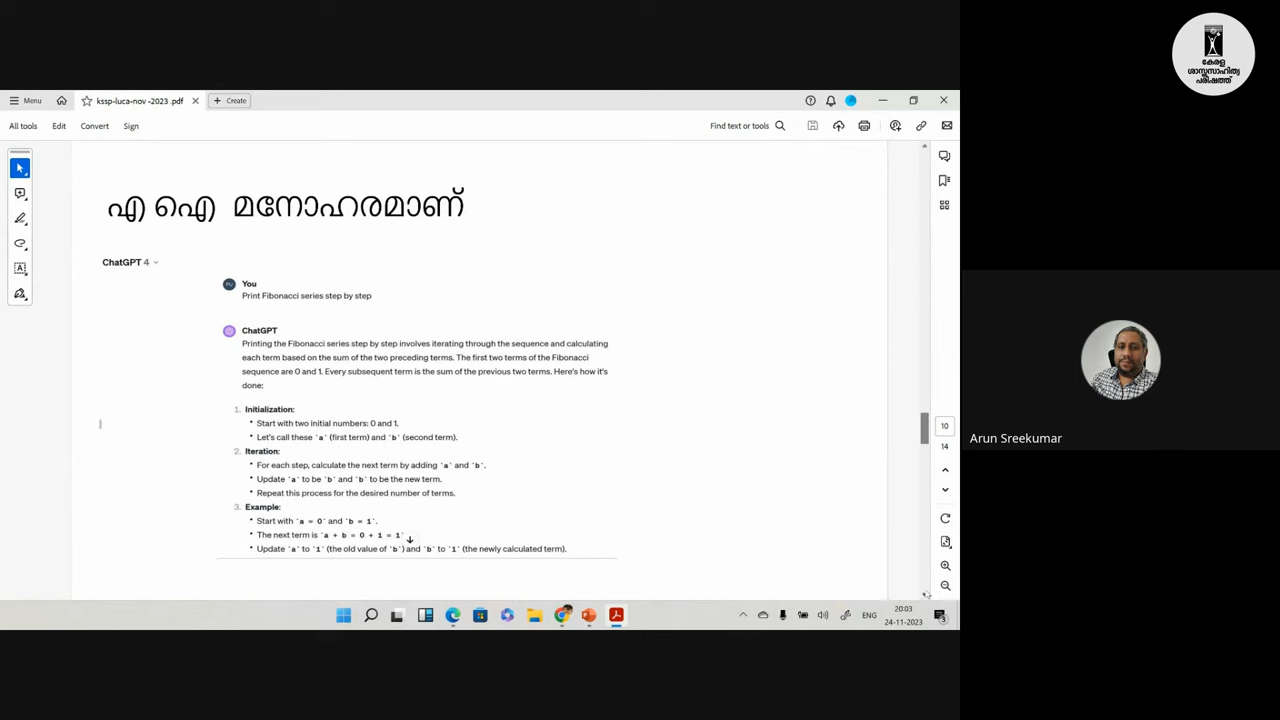 കേരള
ശാസ്ത്രസാഹിത്യ
പരിഷത്ത്
Menu
kssp-luca-nov -2023 .pdf
Create
All tools
Edit
Convert
Sign
Find text or tools
എ ഐ മനോഹരമാണ്
ChatGPT 4
You
Print Fibonacci series step by step
ChatGPT
Printing the Fibonacci series step by step involves iterating through the sequence and calculating
each term based on the sum of the two preceding terms. The first two terms of the Fibonacci
sequence are 0 and 1. Every subsequent term is the sum of the previous two terms. Here's how it's
done:
1. Initialization:
• Start with two initial numbers: 0 and 1.
• Let's call these `a` (first term) and `b` (second term).
2. Iteration:
• For each step, calculate the next term by adding `a` and `b`.
• Update `a` to be `b` and `b` to be the new term.
• Repeat this process for the desired number of terms.
3. Example:
• Start with `a = 0` and `b = 1`.
• The next term is `a + b = 0 + 1 = 1`
• Update `a` to `1` (the old value of `b`) and `b` to `1` (the newly calculated term).
10
14
Arun Sreekumar
ENG
20:03
24-11-2023